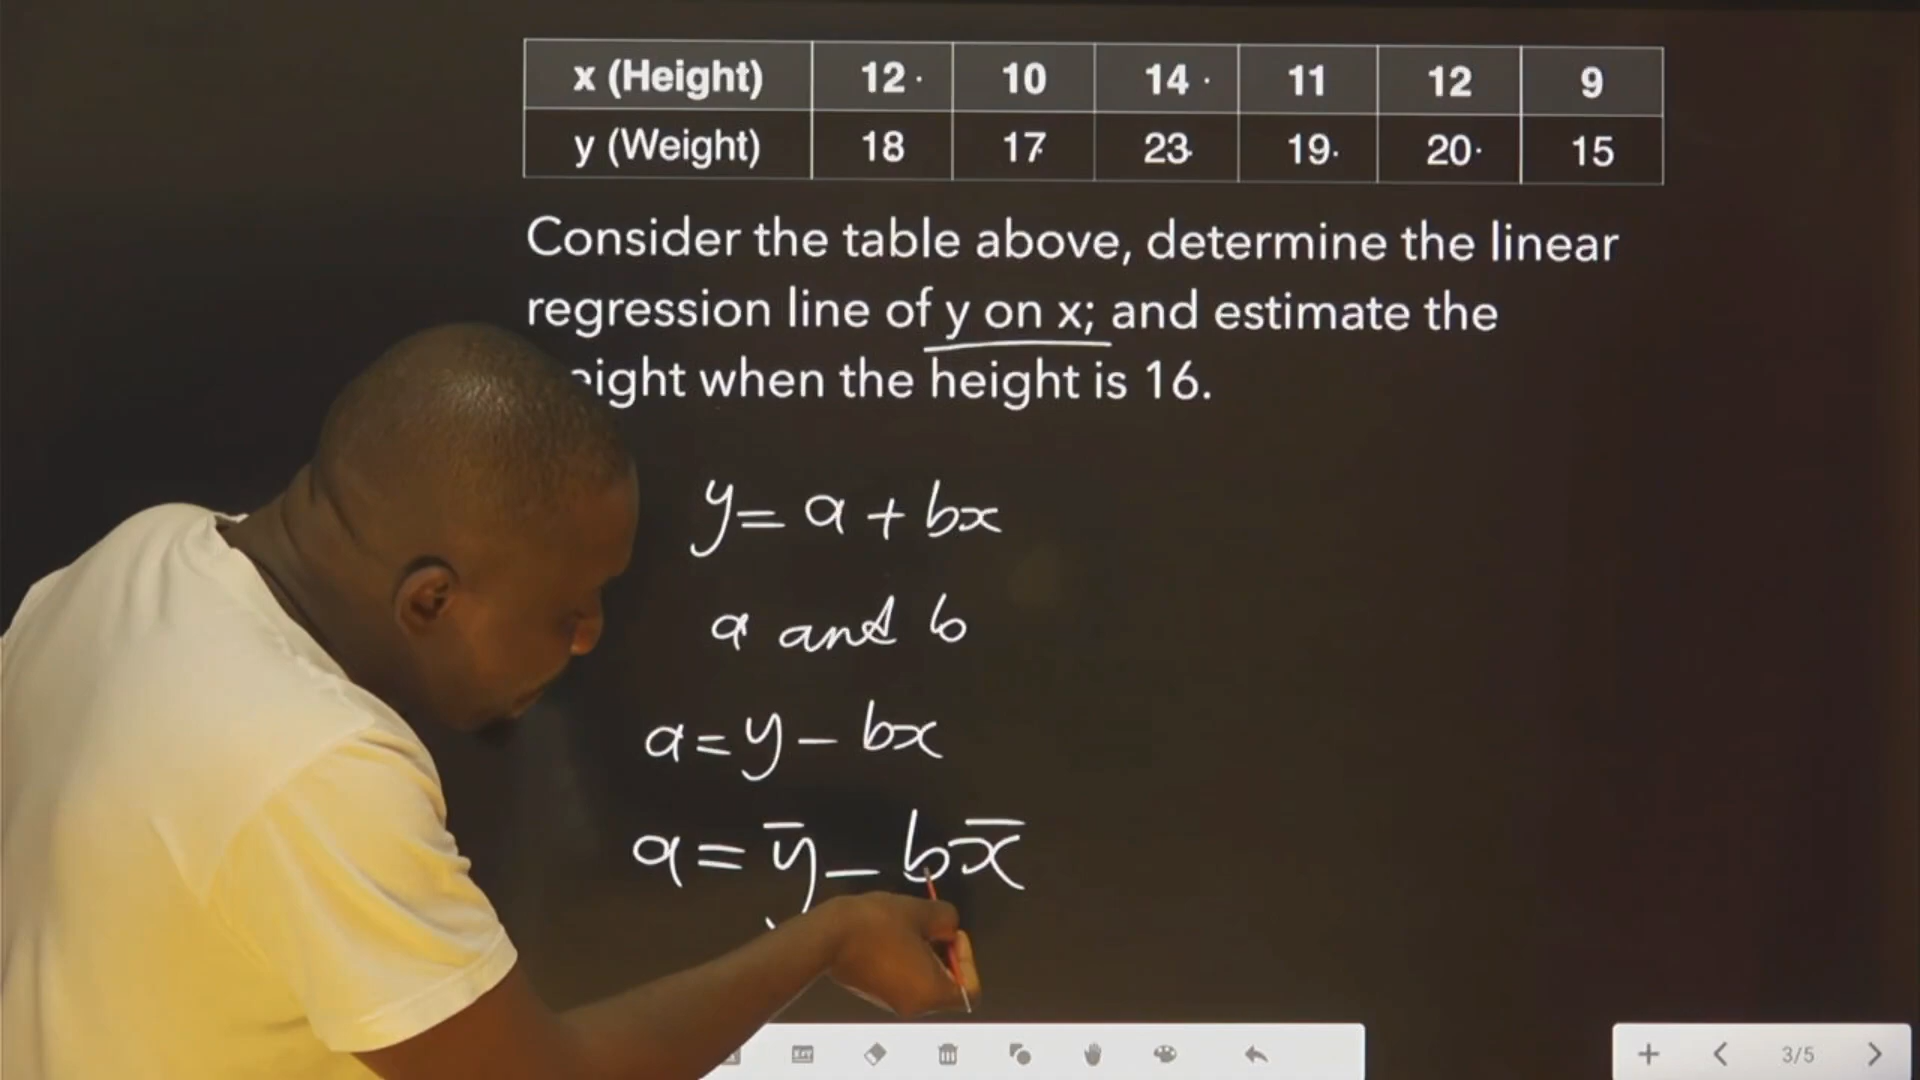 x (Height) 12 10 14 11 12 9
y (Weight) 18 17 23 19 20 15
Consider the table above, determine the linear
regression line of y on x; and estimate the
when the height is 16.
y = a + bx
a and b
a = y - bx
a = ȳ - bx̄
3/5